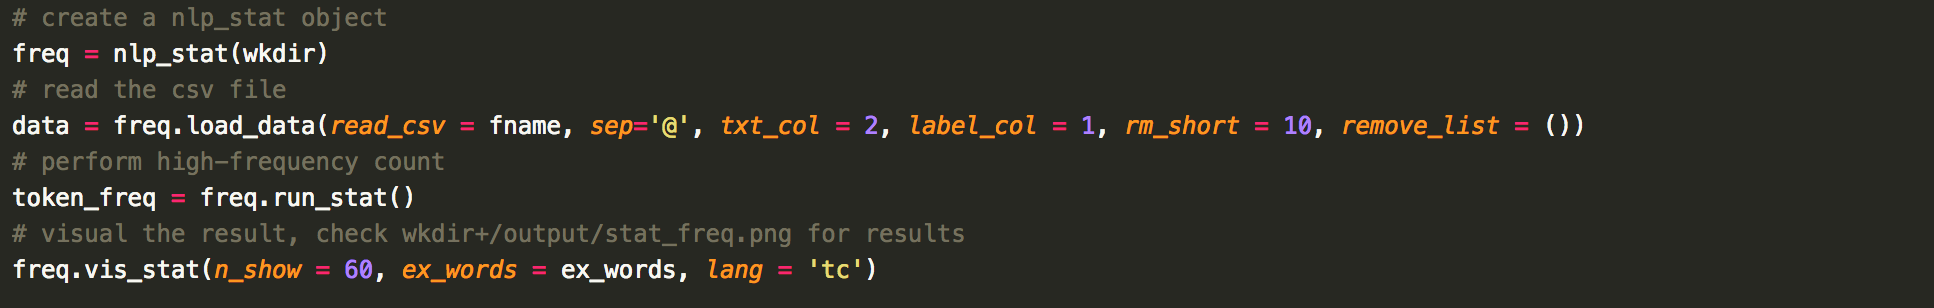 # create a nlp_stat object
freq = nlp_stat(wkdir)
# read the csv file
data = freq.load_data(read_csv = fname, sep='@', txt_col = 2, label_col = 1, rm_short = 10, remove_list = ())
# perform high-frequency count
token_freq = freq.run_stat()
# visual the result, check wkdir+/output/stat_freq.png for results
freq.vis_stat(n_show = 60, ex_words = ex_words, lang = 'tc')